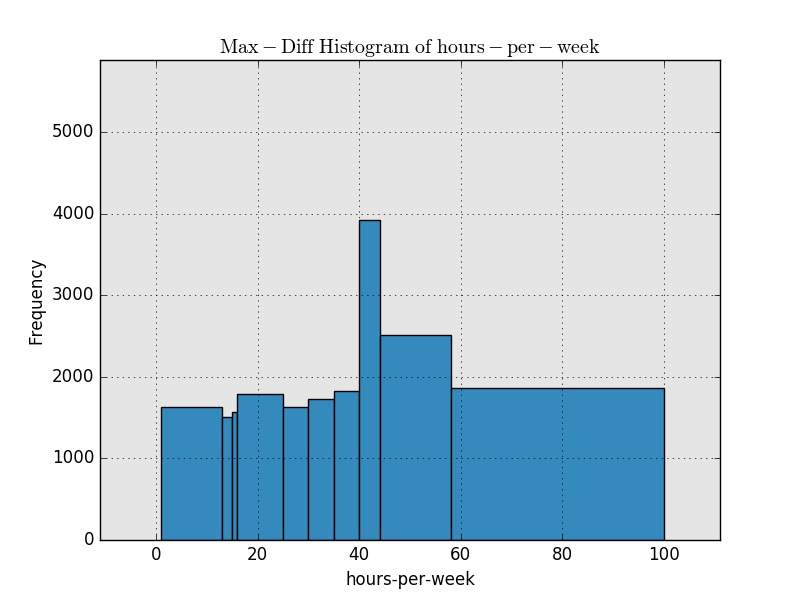 Max − Diff Histogram of hours − per − week
5000
4000
3000
2000
1000
0
Frequency
0 20 40 60 80 100
hours-per-week